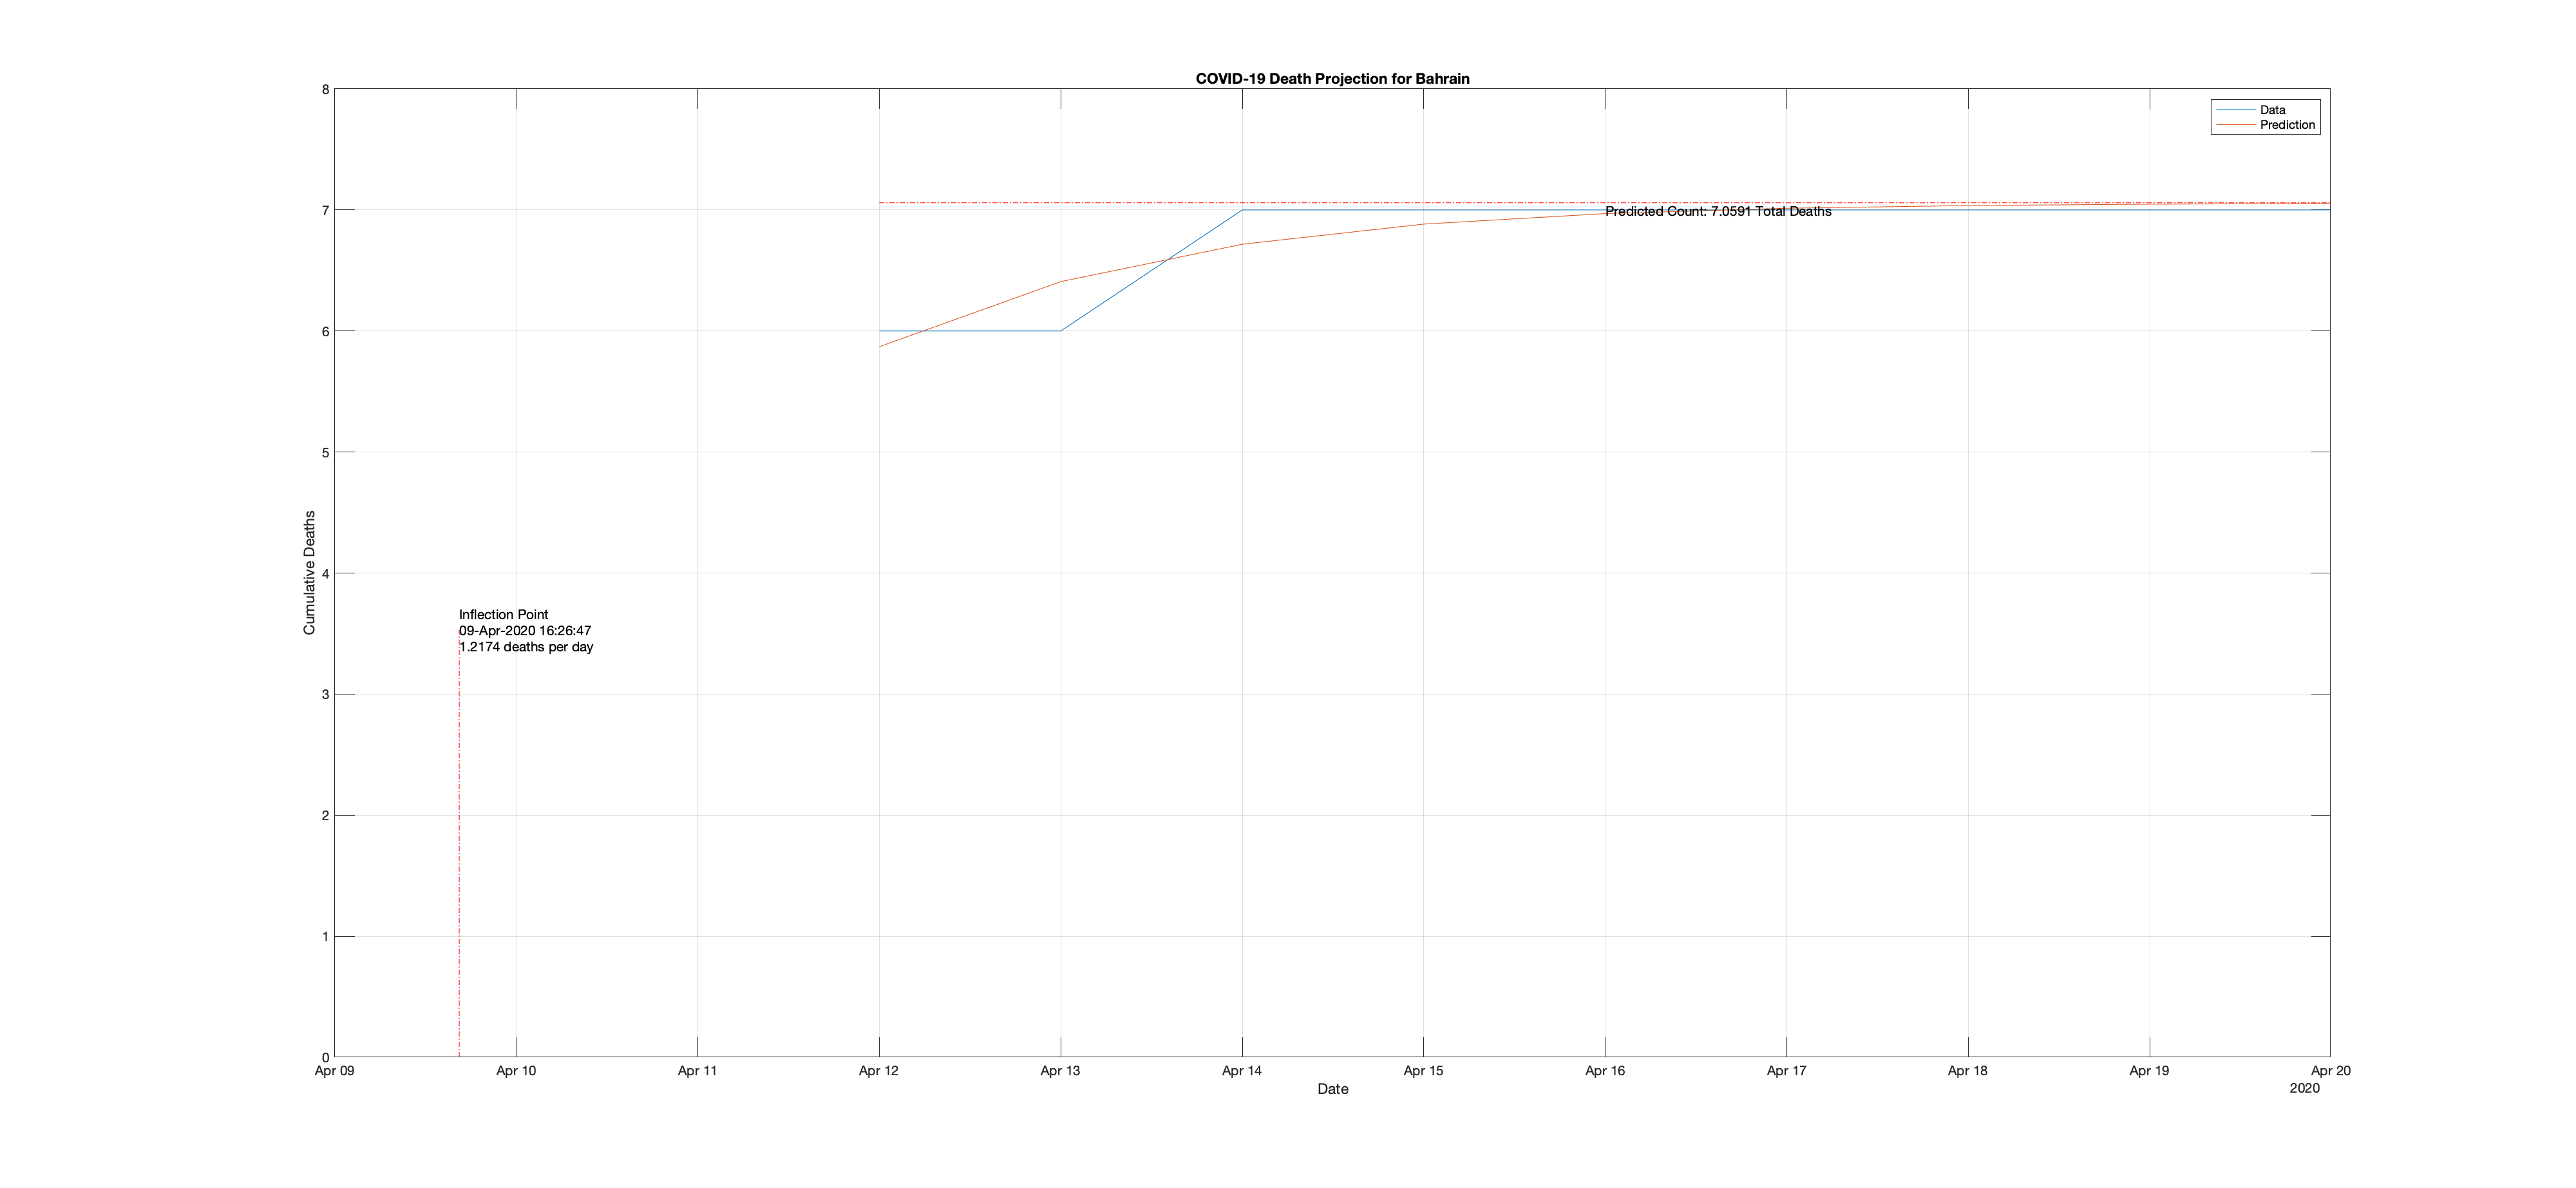 COVID-19 Death Projection for Bahrain
8
7
6
5
4
3
2
1
0
Cumulative Deaths
Data
Prediction
Predicted Count: 7.0591 Total Deaths
Inflection Point
09-Apr-2020 16:26:47
1.2174 deaths per day
Apr 09 Apr 10 Apr 11 Apr 12 Apr 13 Apr 14 Apr 15 Apr 16 Apr 17 Apr 18 Apr 19 Apr 20
2020
Date